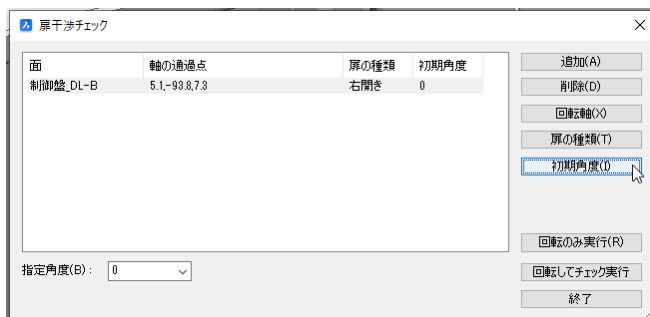 扉干渉チェック
面 軸の通過点 扉の種類 初期角度
制御盤_DL-B 5.1,-93.8,7.3 右開き 0
追加(A)
削除(D)
回転軸(X)
扉の種類(T)
初期角度(I)
回転のみ実行(R)
指定角度(B): 0
回転してチェック実行
終了